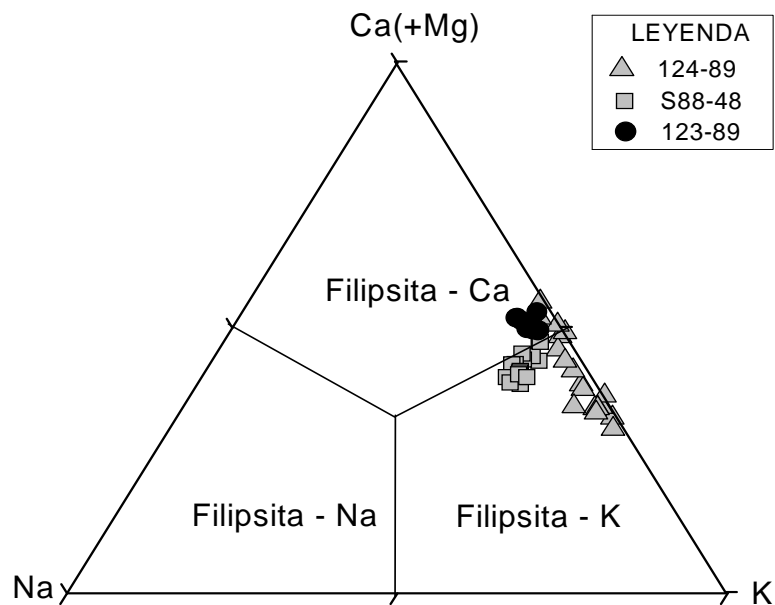 Ca(+Mg)
LEYENDA
124-89
S88-48
123-89
Filipsita - Ca
Filipsita - Na
Filipsita - K
Na
K